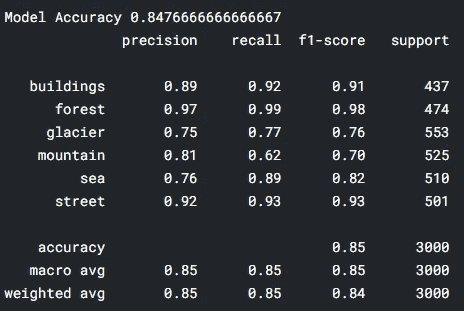 Model Accuracy 0.8476666666666667
precision recall f1-score support
buildings 0.89 0.92 0.91 437
forest 0.97 0.99 0.98 474
glacier 0.75 0.77 0.76 553
mountain 0.81 0.62 0.70 525
sea 0.76 0.89 0.82 510
street 0.92 0.93 0.93 501
accuracy 0.85 3000
macro avg 0.85 0.85 0.85 3000
weighted avg 0.85 0.85 0.84 3000